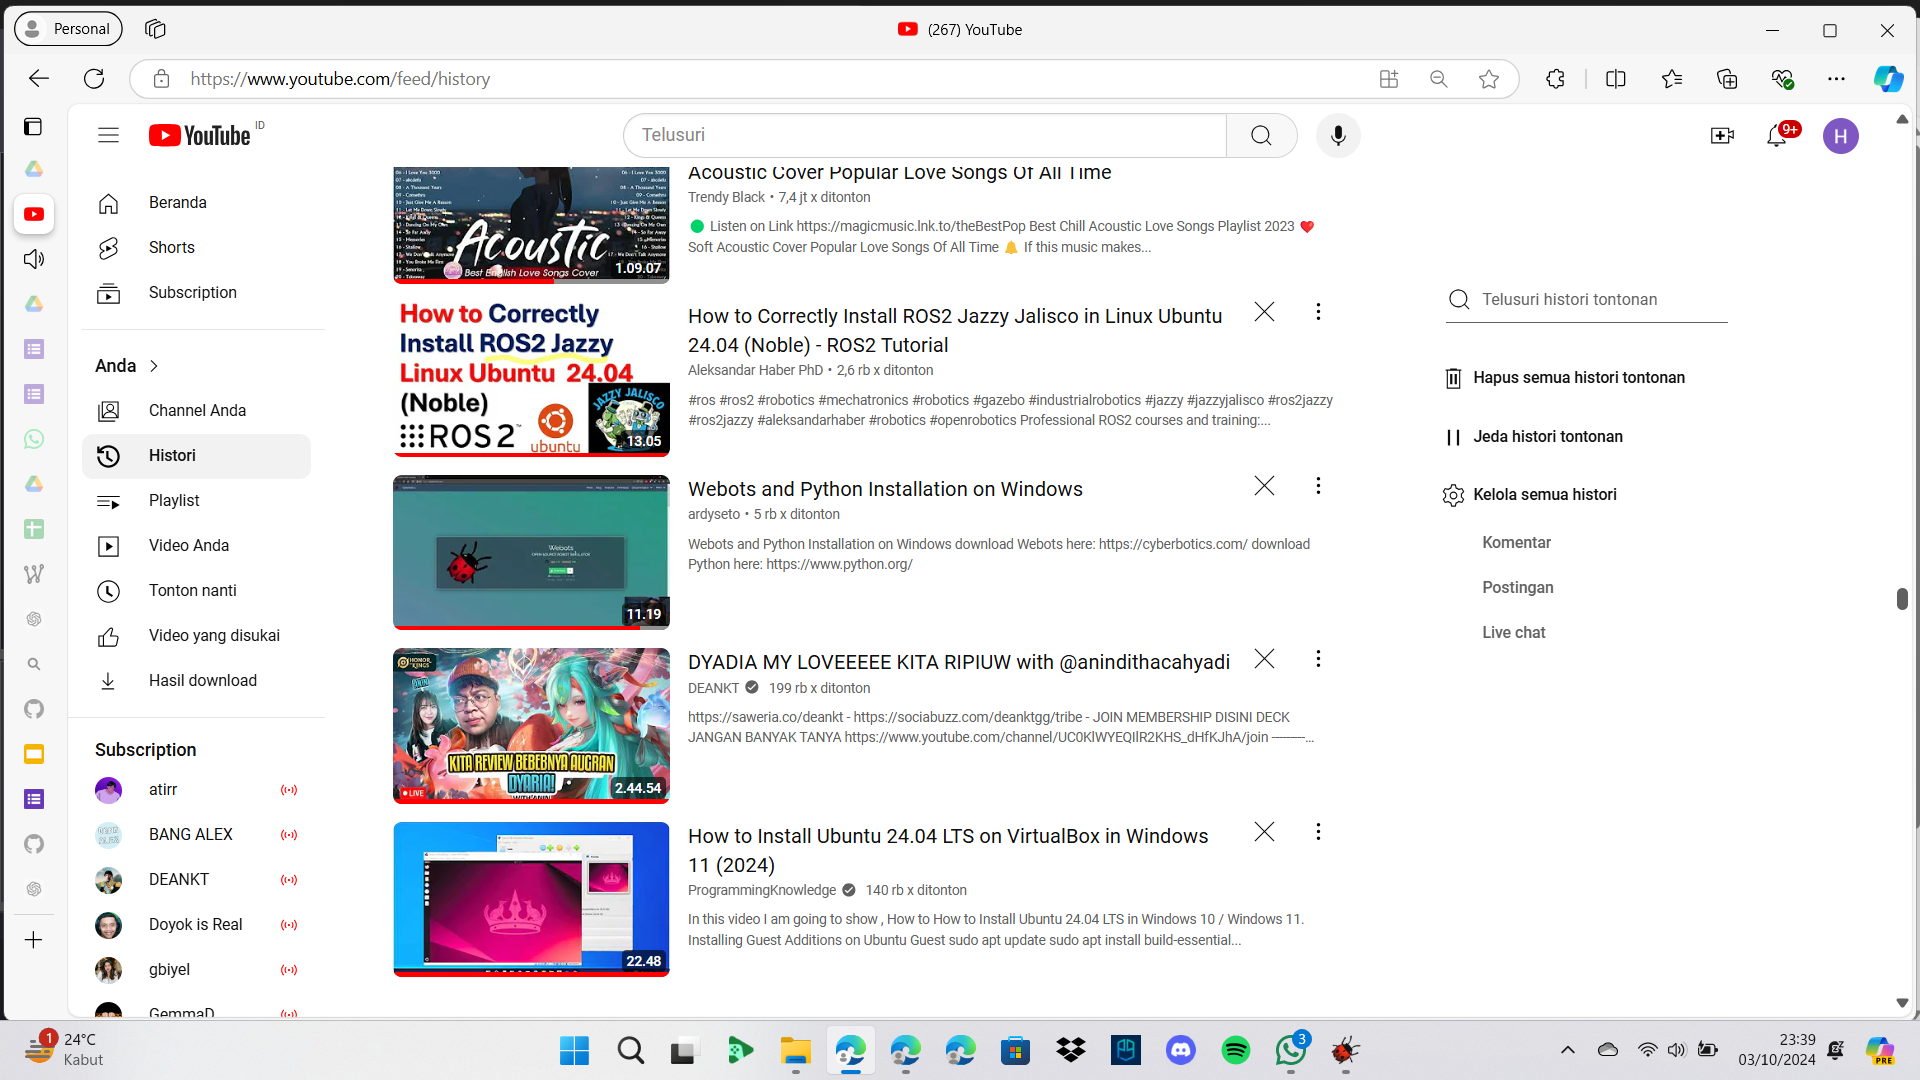 Personal
(267) YouTube
https://www.youtube.com/feed/history
YouTube ID
Telusuri
9+
H
Beranda
Shorts
Subscription
Anda
Channel Anda
Histori
Playlist
Video Anda
Tonton nanti
Video yang disukai
Hasil download
Subscription
atirr
BANG ALEX
DEANKT
Doyok is Real
gbiyel
GemmaD
Acoustic
Best English Love Songs Cover
1.09.07
Acoustic Cover Popular Love Songs Of All Time
Trendy Black • 7,4 jt x ditonton
Listen on Link https://magicmusic.lnk.to/theBestPop Best Chill Acoustic Love Songs Playlist 2023
Soft Acoustic Cover Popular Love Songs Of All Time If this music makes...
How to Correctly
Install ROS2 Jazzy
Linux Ubuntu 24.04
(Noble)
JAZZY JALISCO
ROS 2
ubuntu
13.05
How to Correctly Install ROS2 Jazzy Jalisco in Linux Ubuntu
24.04 (Noble) - ROS2 Tutorial
Aleksandar Haber PhD • 2,6 rb x ditonton
#ros #ros2 #robotics #mechatronics #robotics #gazebo #industrialrobotics #jazzy #jazzyjalisco #ros2jazzy
#ros2jazzy #aleksandarhaber #robotics #openrobotics Professional ROS2 courses and training:...
Webots
11.19
Webots and Python Installation on Windows
ardyseto • 5 rb x ditonton
Webots and Python Installation on Windows download Webots here: https://cyberbotics.com/ download
Python here: https://www.python.org/
HONOR of KINGS
KITA REVIEW BEBEBNYA AUGRAN
DYARIA!
WITH ANIN
LIVE
2.44.54
DYADIA MY LOVEEEEE KITA RIPIUW with @anindithacahyadi
DEANKT 199 rb x ditonton
https://saweria.co/deankt - https://sociabuzz.com/deanktgg/tribe - JOIN MEMBERSHIP DISINI DECK
JANGAN BANYAK TANYA https://www.youtube.com/channel/UC0KlWYEQIlR2KHS_dHfKJhA/join ———...
22.48
How to Install Ubuntu 24.04 LTS on VirtualBox in Windows
11 (2024)
ProgrammingKnowledge 140 rb x ditonton
In this video I am going to show , How to How to Install Ubuntu 24.04 LTS in Windows 10 / Windows 11.
Installing Guest Additions on Ubuntu Guest sudo apt update sudo apt install build-essential...
Telusuri histori tontonan
Hapus semua histori tontonan
Jeda histori tontonan
Kelola semua histori
Komentar
Postingan
Live chat
1
24°C
Kabut
3
23:39
03/10/2024
PRE